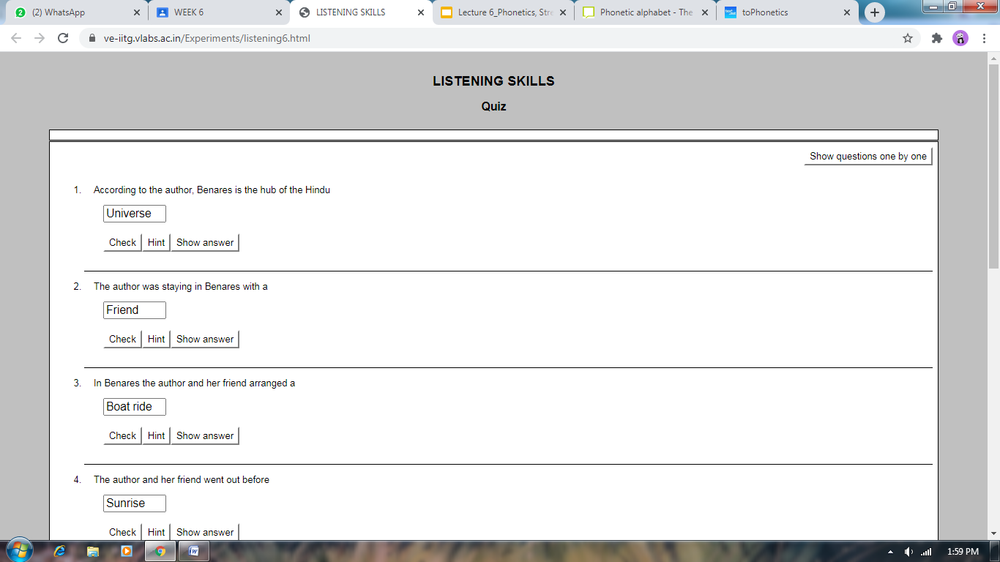 (2) WhatsApp
WEEK 6
LISTENING SKILLS
Lecture 6_Phonetics, Stre
Phonetic alphabet - The
toPhonetics
ve-iitg.vlabs.ac.in/Experiments/listening6.html
LISTENING SKILLS
Quiz
Show questions one by one
1. According to the author, Benares is the hub of the Hindu
Universe
Check Hint Show answer
2. The author was staying in Benares with a
Friend
Check Hint Show answer
3. In Benares the author and her friend arranged a
Boat ride
Check Hint Show answer
4. The author and her friend went out before
Sunrise
Check Hint Show answer
1:59 PM